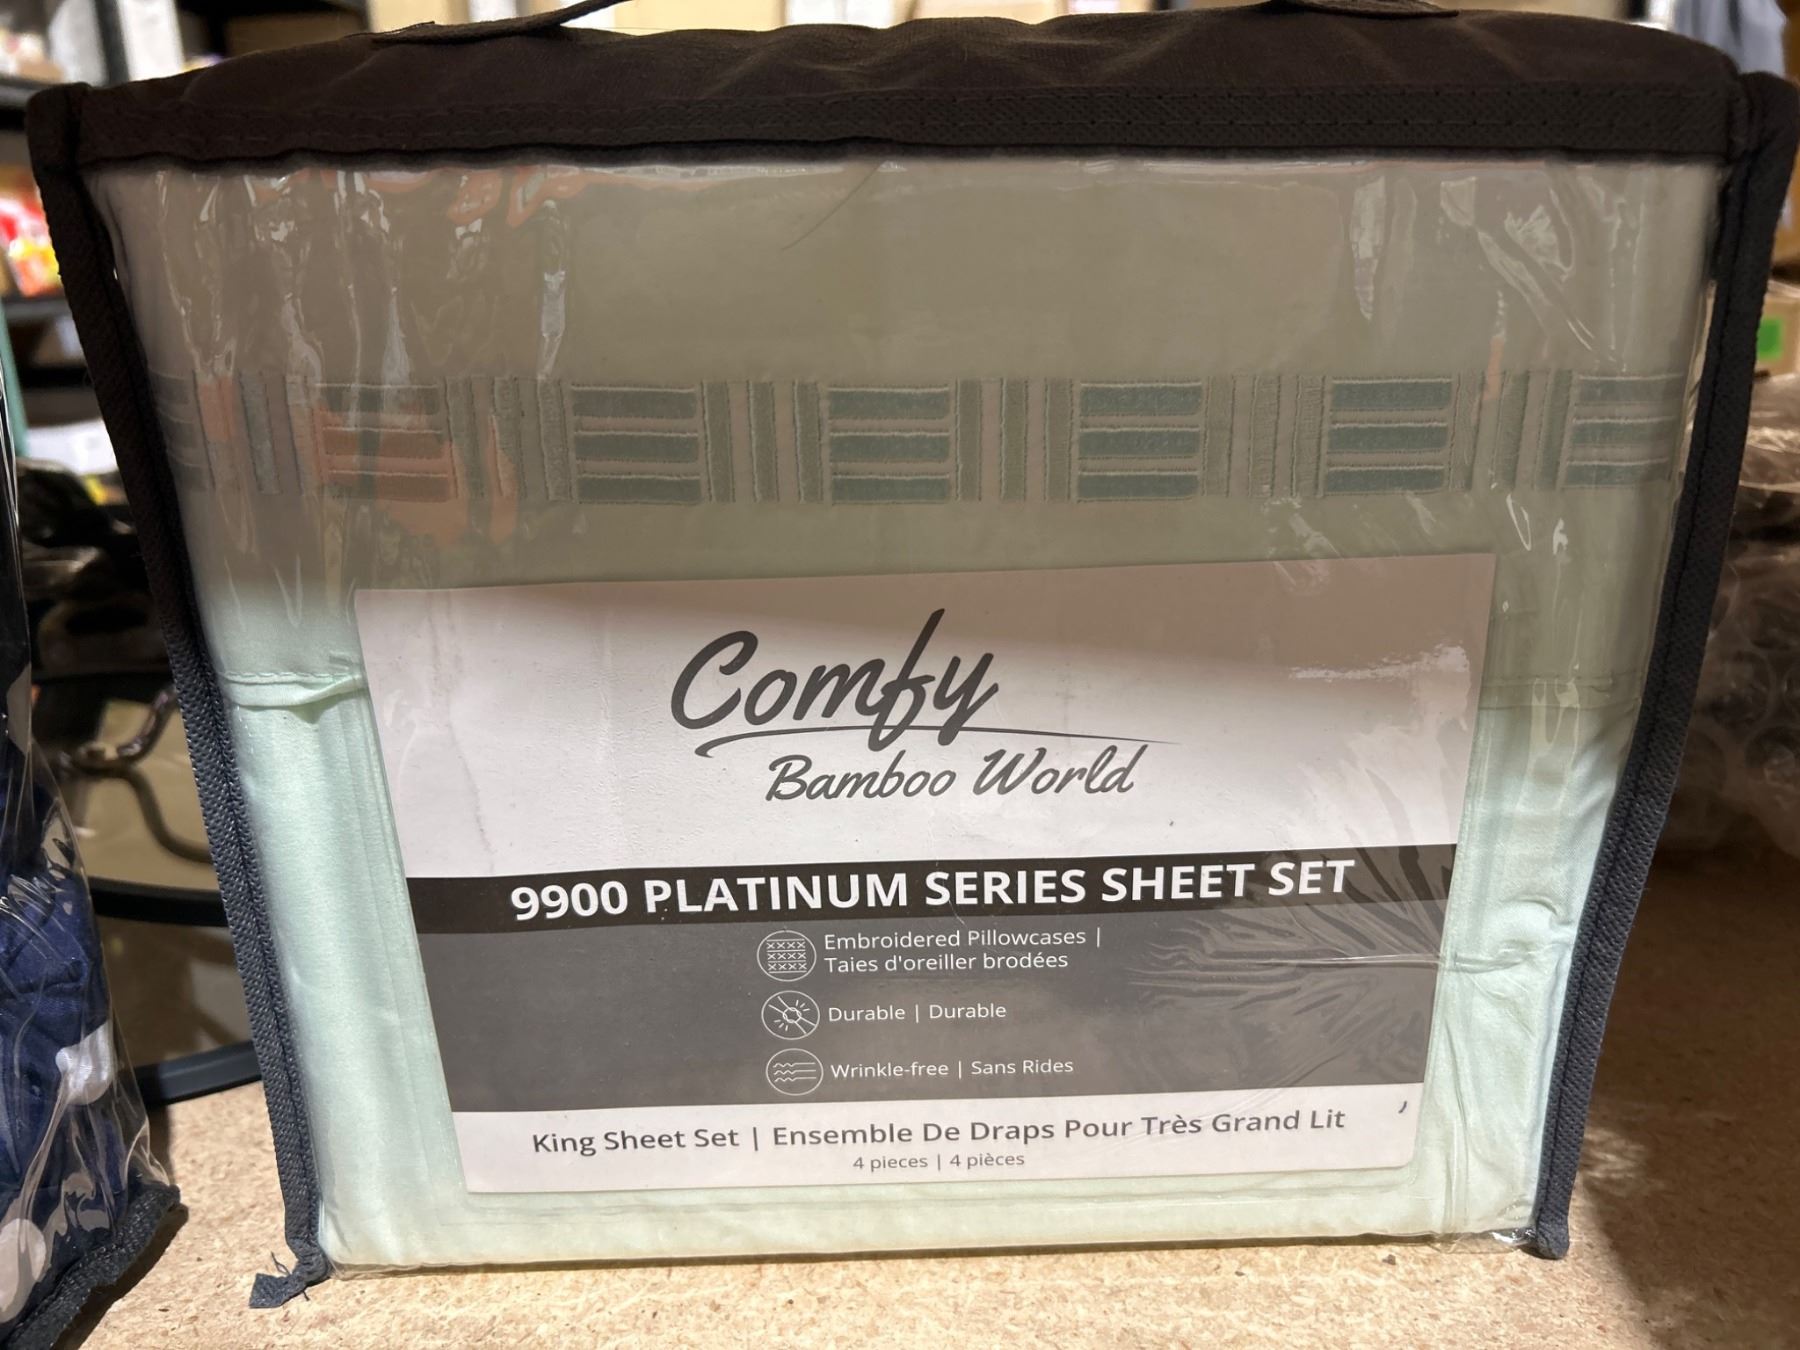 Comfy
Bamboo World
9900 PLATINUM SERIES SHEET SET
Embroidered Pillowcases |
Taies d'oreiller brodées
Durable | Durable
Wrinkle-free | Sans Rides
King Sheet Set | Ensemble De Draps Pour Très Grand Lit
4 pieces | 4 pièces